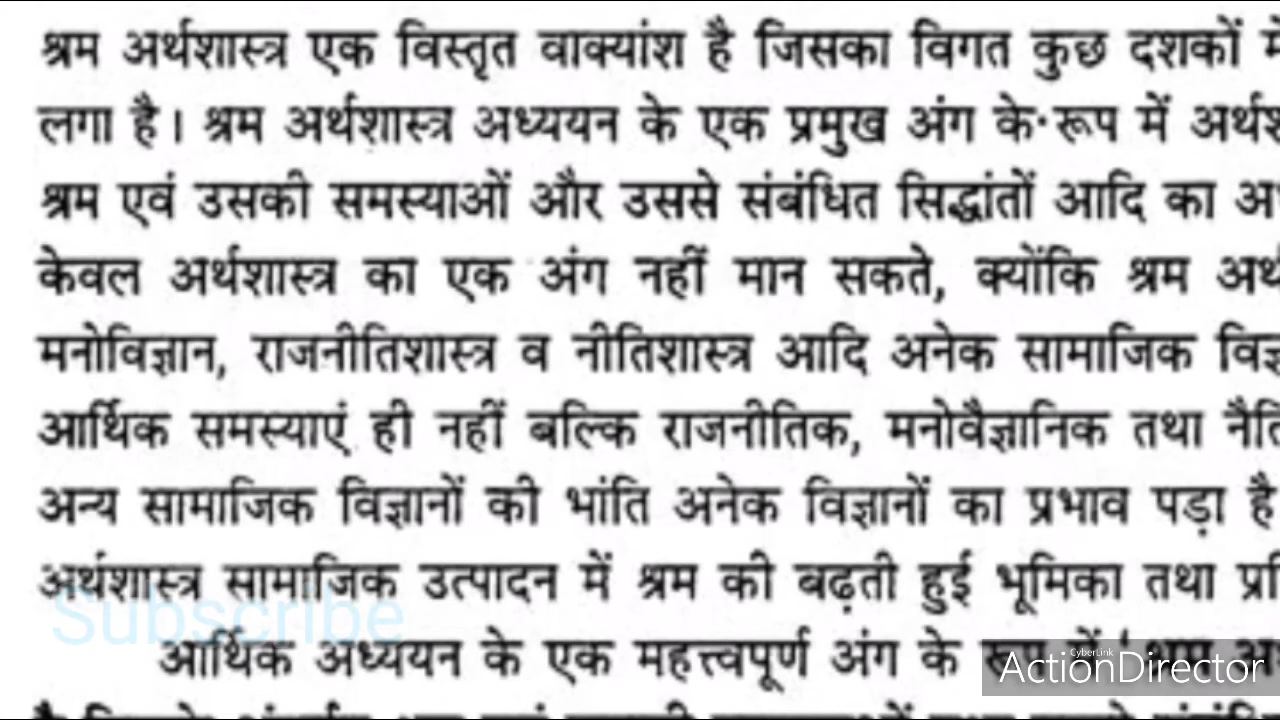 श्रम अर्थशास्त्र एक विस्तृत वाक्यांश है जिसका विगत कुछ दशकों
लगा है। श्रम अर्थशास्त्र अध्ययन के एक प्रमुख अंग के रूप में
श्रम एवं उसकी समस्याओं और उससे संबंधित सिद्धांतों आदि का
केवल अर्थशास्त्र का एक अंग नहीं मान सकते, क्योंकि श्रम
मनोविज्ञान, राजनीतिशास्त्र व नीतिशास्त्र आदि अनेक सामाजिक
आर्थिक समस्याएं ही नहीं बल्कि राजनीतिक, मनोवैज्ञानिक तथा
अन्य सामाजिक विज्ञानों की भांति अनेक विज्ञानों का प्रभाव पड़ा है
अर्थशास्त्र सामाजिक उत्पादन में श्रम की बढ़ती हुई भूमिका तथा
Subscribe
आर्थिक अध्ययन के एक महत्त्वपूर्ण अंग के रूप में
CyberLink
ActionDirector